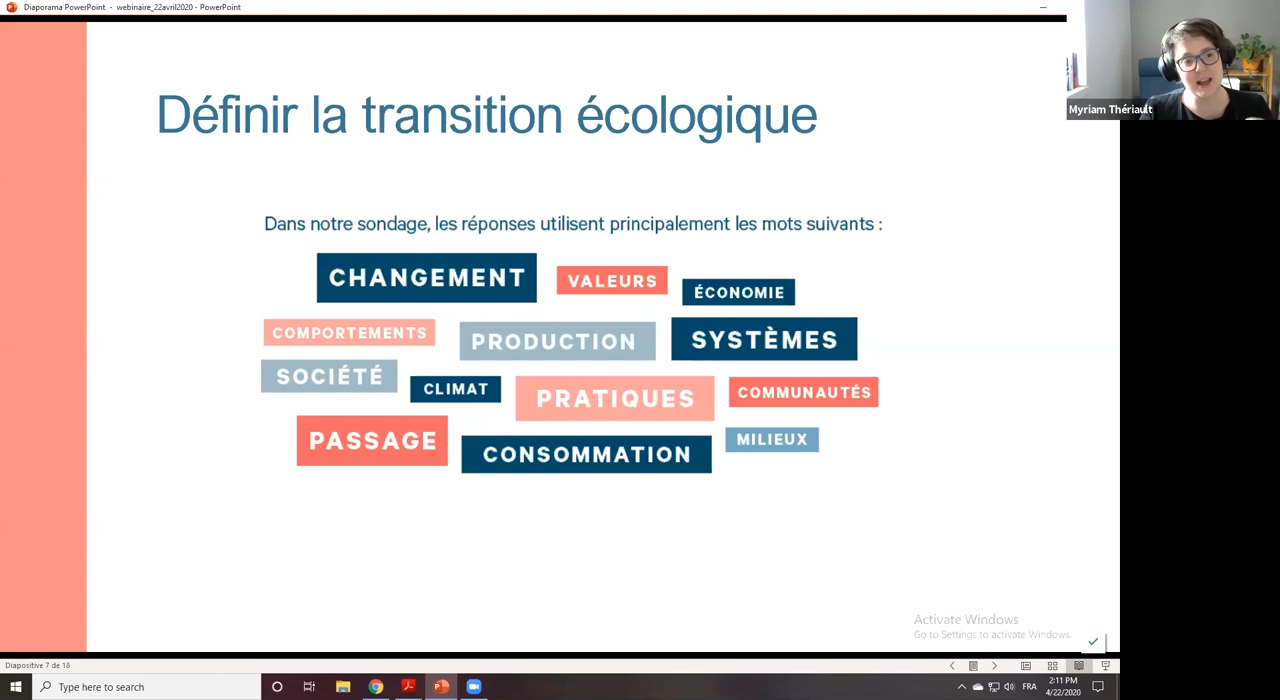 Diaporama PowerPoint - webinaire_22avril2020 - PowerPoint
Myriam Thériault
Définir la transition écologique
Dans notre sondage, les réponses utilisent principalement les mots suivants :
CHANGEMENT
VALEURS
ÉCONOMIE
COMPORTEMENTS
PRODUCTION
SYSTÈMES
SOCIÉTÉ
CLIMAT
PRATIQUES
COMMUNAUTÉS
PASSAGE
CONSOMMATION
MILIEUX
Activate Windows
Go to Settings to activate Windows.
Diapositive 7 de 18
Type here to search
FRA
2:11 PM
4/22/2020